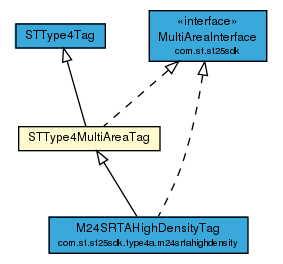 STType4Tag
«interface»
MultiAreaInterface
com.st.st25sdk
STType4MultiAreaTag
M24SRTAHighDensityTag
com.st.st25sdk.type4a.m24srtahighdensity